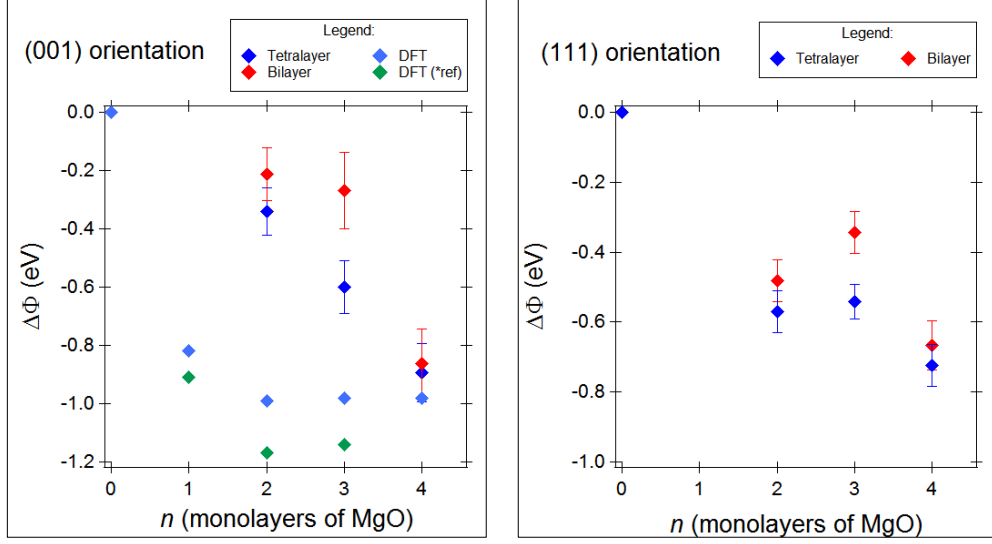 (001) orientation
Legend:
Tetralayer DFT
Bilayer DFT (*ref)
0.0
-0.2
-0.4
-0.6
-0.8
-1.0
-1.2
ΔΦ (eV)
0 1 2 3 4
n (monolayers of MgO)
(111) orientation
Legend:
Tetralayer Bilayer
0.0
-0.2
-0.4
-0.6
-0.8
-1.0
ΔΦ (eV)
0 1 2 3 4
n (monolayers of MgO)